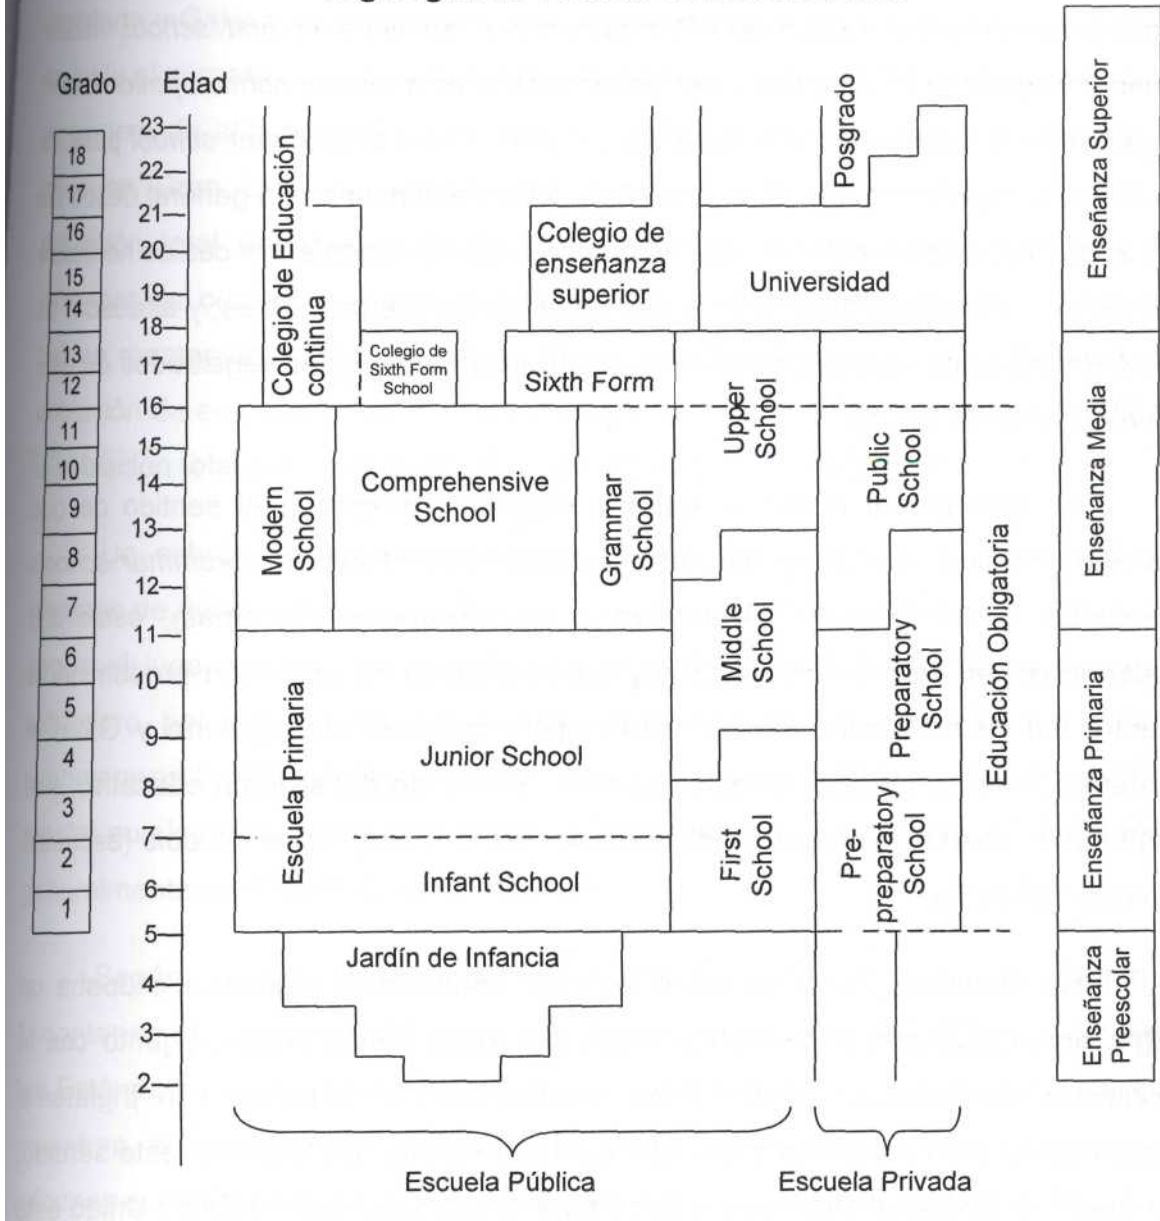 Grado Edad
23
18
22
17
21
16
20
15
19
14
18
13
17
12
16
11
15
10
14
9
13
8
12
7
11
6
10
5
9
4
8
3
7
2
6
1
5
4
3
2
Colegio de Educación
continua
Colegio de
enseñanza
superior
Universidad
Posgrado
Colegio de
Sixth Form
School
Sixth Form
Modern
School
Comprehensive
School
Grammar
School
Upper
School
Public
School
Middle
School
Preparatory
School
Escuela Primaria
Junior School
Infant School
First
School
Pre-
preparatory
School
Jardín de Infancia
Educación Obligatoria
Enseñanza Superior
Enseñanza Media
Enseñanza Primaria
Enseñanza
Preescolar
Escuela Pública
Escuela Privada